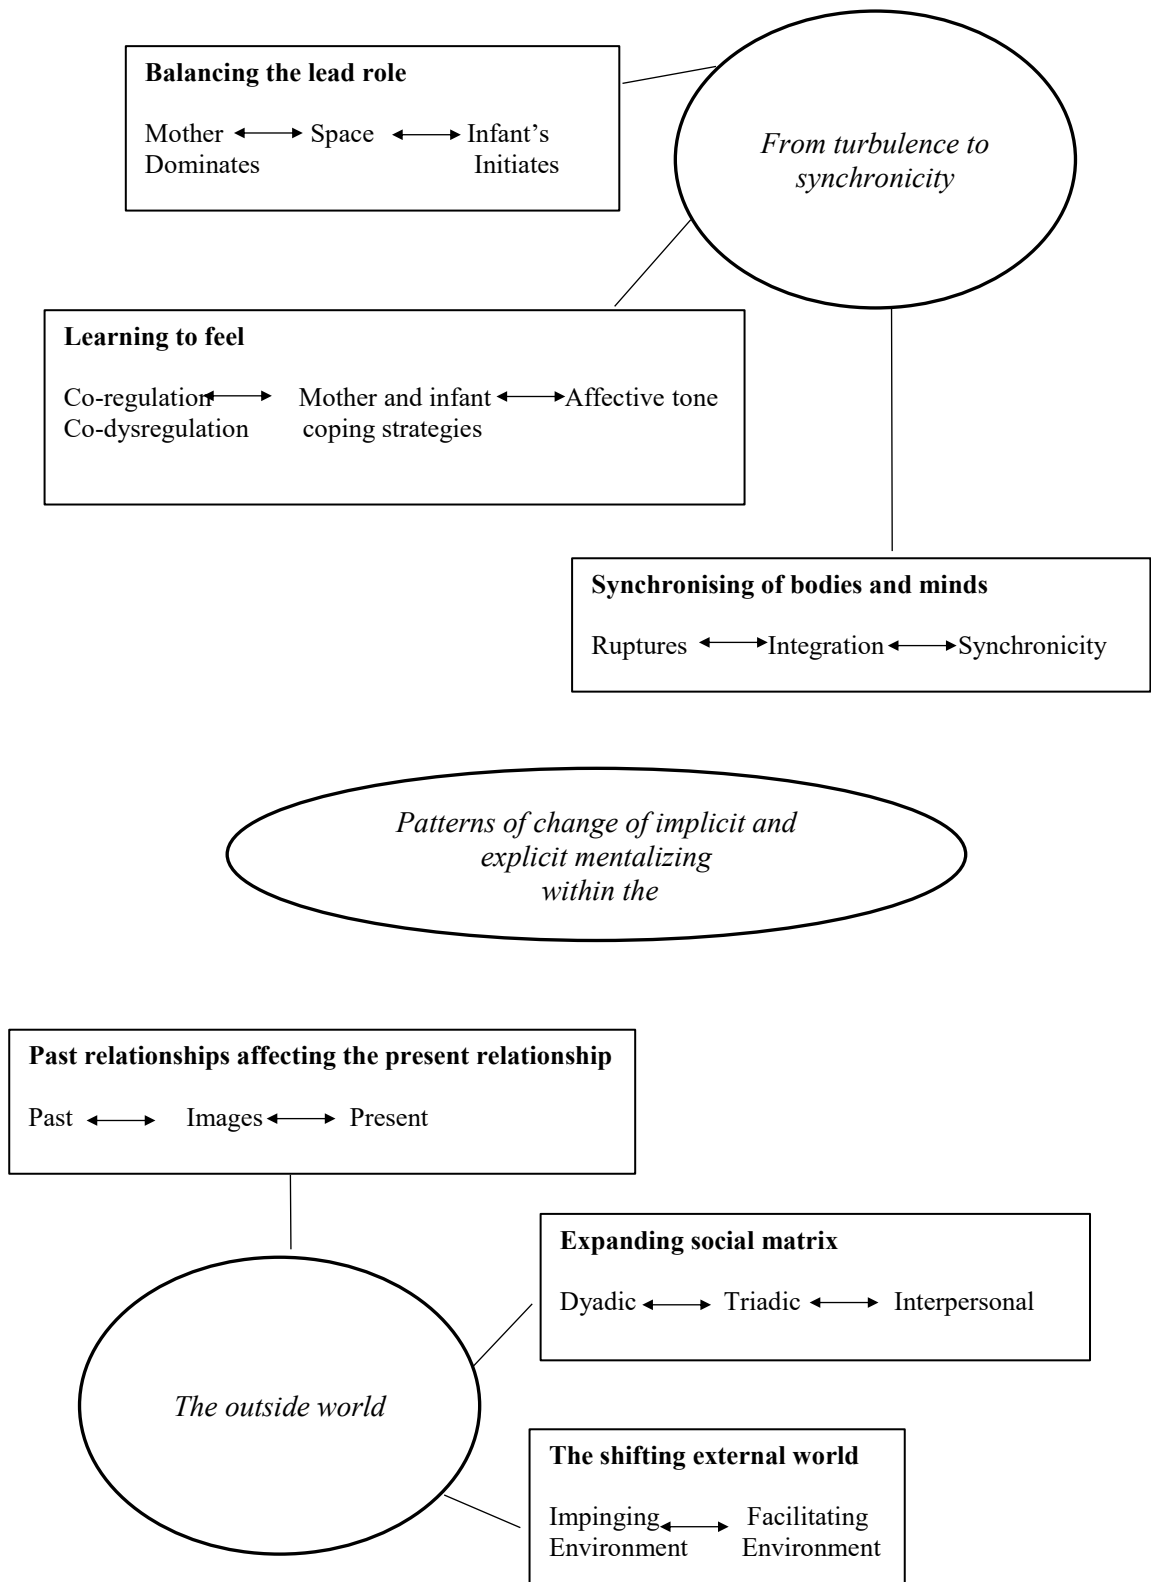 Balancing the lead role
Mother Space Infant's
Dominates Initiates
From turbulence to
synchronicity
Learning to feel
Co-regulation Mother and infant Affective tone
Co-dysregulation coping strategies
Synchronising of bodies and minds
Ruptures Integration Synchronicity
Patterns of change of implicit and
explicit mentalizing
within the
Past relationships affecting the present relationship
Past Images Present
Expanding social matrix
Dyadic Triadic Interpersonal
The outside world
The shifting external world
Impinging Facilitating
Environment Environment